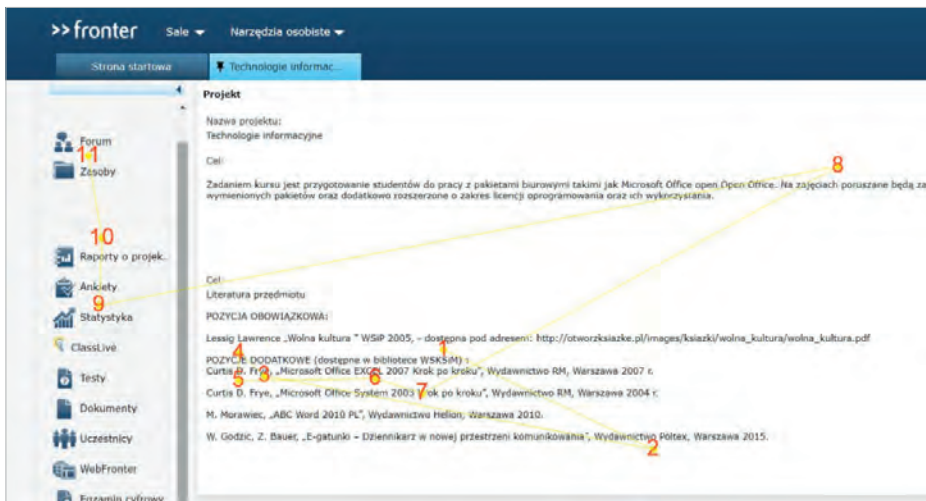 >>fronter Sale Narzędzia osobiste
Strona startowa Technologie informac...
Projekt
Nazwa projektu:
Technologie informacyjne
Cel:
Zadaniem kursu jest przygotowanie studentów do pracy z pakietami biurowymi takimi jak Microsoft Office open Open Office. Na zajęciach poruszane będą za
wymienionych pakietów oraz dodatkowo rozszerzone o zakres licencji oprogramowania oraz ich wykorzystania.
Cel:
Literatura przedmiotu
POZYCJA OBOWIĄZKOWA:
Lessig Lawrence „Wolna kultura " WSiP 2005, – dostępna pod adresem: http://otworzksiazke.pl/images/ksiazki/wolna_kultura/wolna_kultura.pdf
POZYCJE DODATKOWE (dostępne w bibliotece WSKSiM) :
Curtis D. Frye, „Microsoft Office EXCEL 2007 Krok po kroku", Wydawnictwo RM, Warszawa 2007 r.
Curtis D. Frye, „Microsoft Office System 2003 Krok po kroku", Wydawnictwo RM, Warszawa 2004 r.
M. Morawiec, „ABC Word 2010 PL", Wydawnictwo Helion, Warszawa 2010.
W. Godzic, Z. Bauer, „E-gatunki – Dziennikarz w nowej przestrzeni komunikowania", Wydawnictwo Poltex, Warszawa 2015.
Forum
Zasoby
Raporty o projek.
Ankiety
Statystyka
ClassLive
Testy
Dokumenty
Uczestnicy
WebFronter
Egzamin cyfrowy
1
2
3
4
5
6
7
8
9
10
11